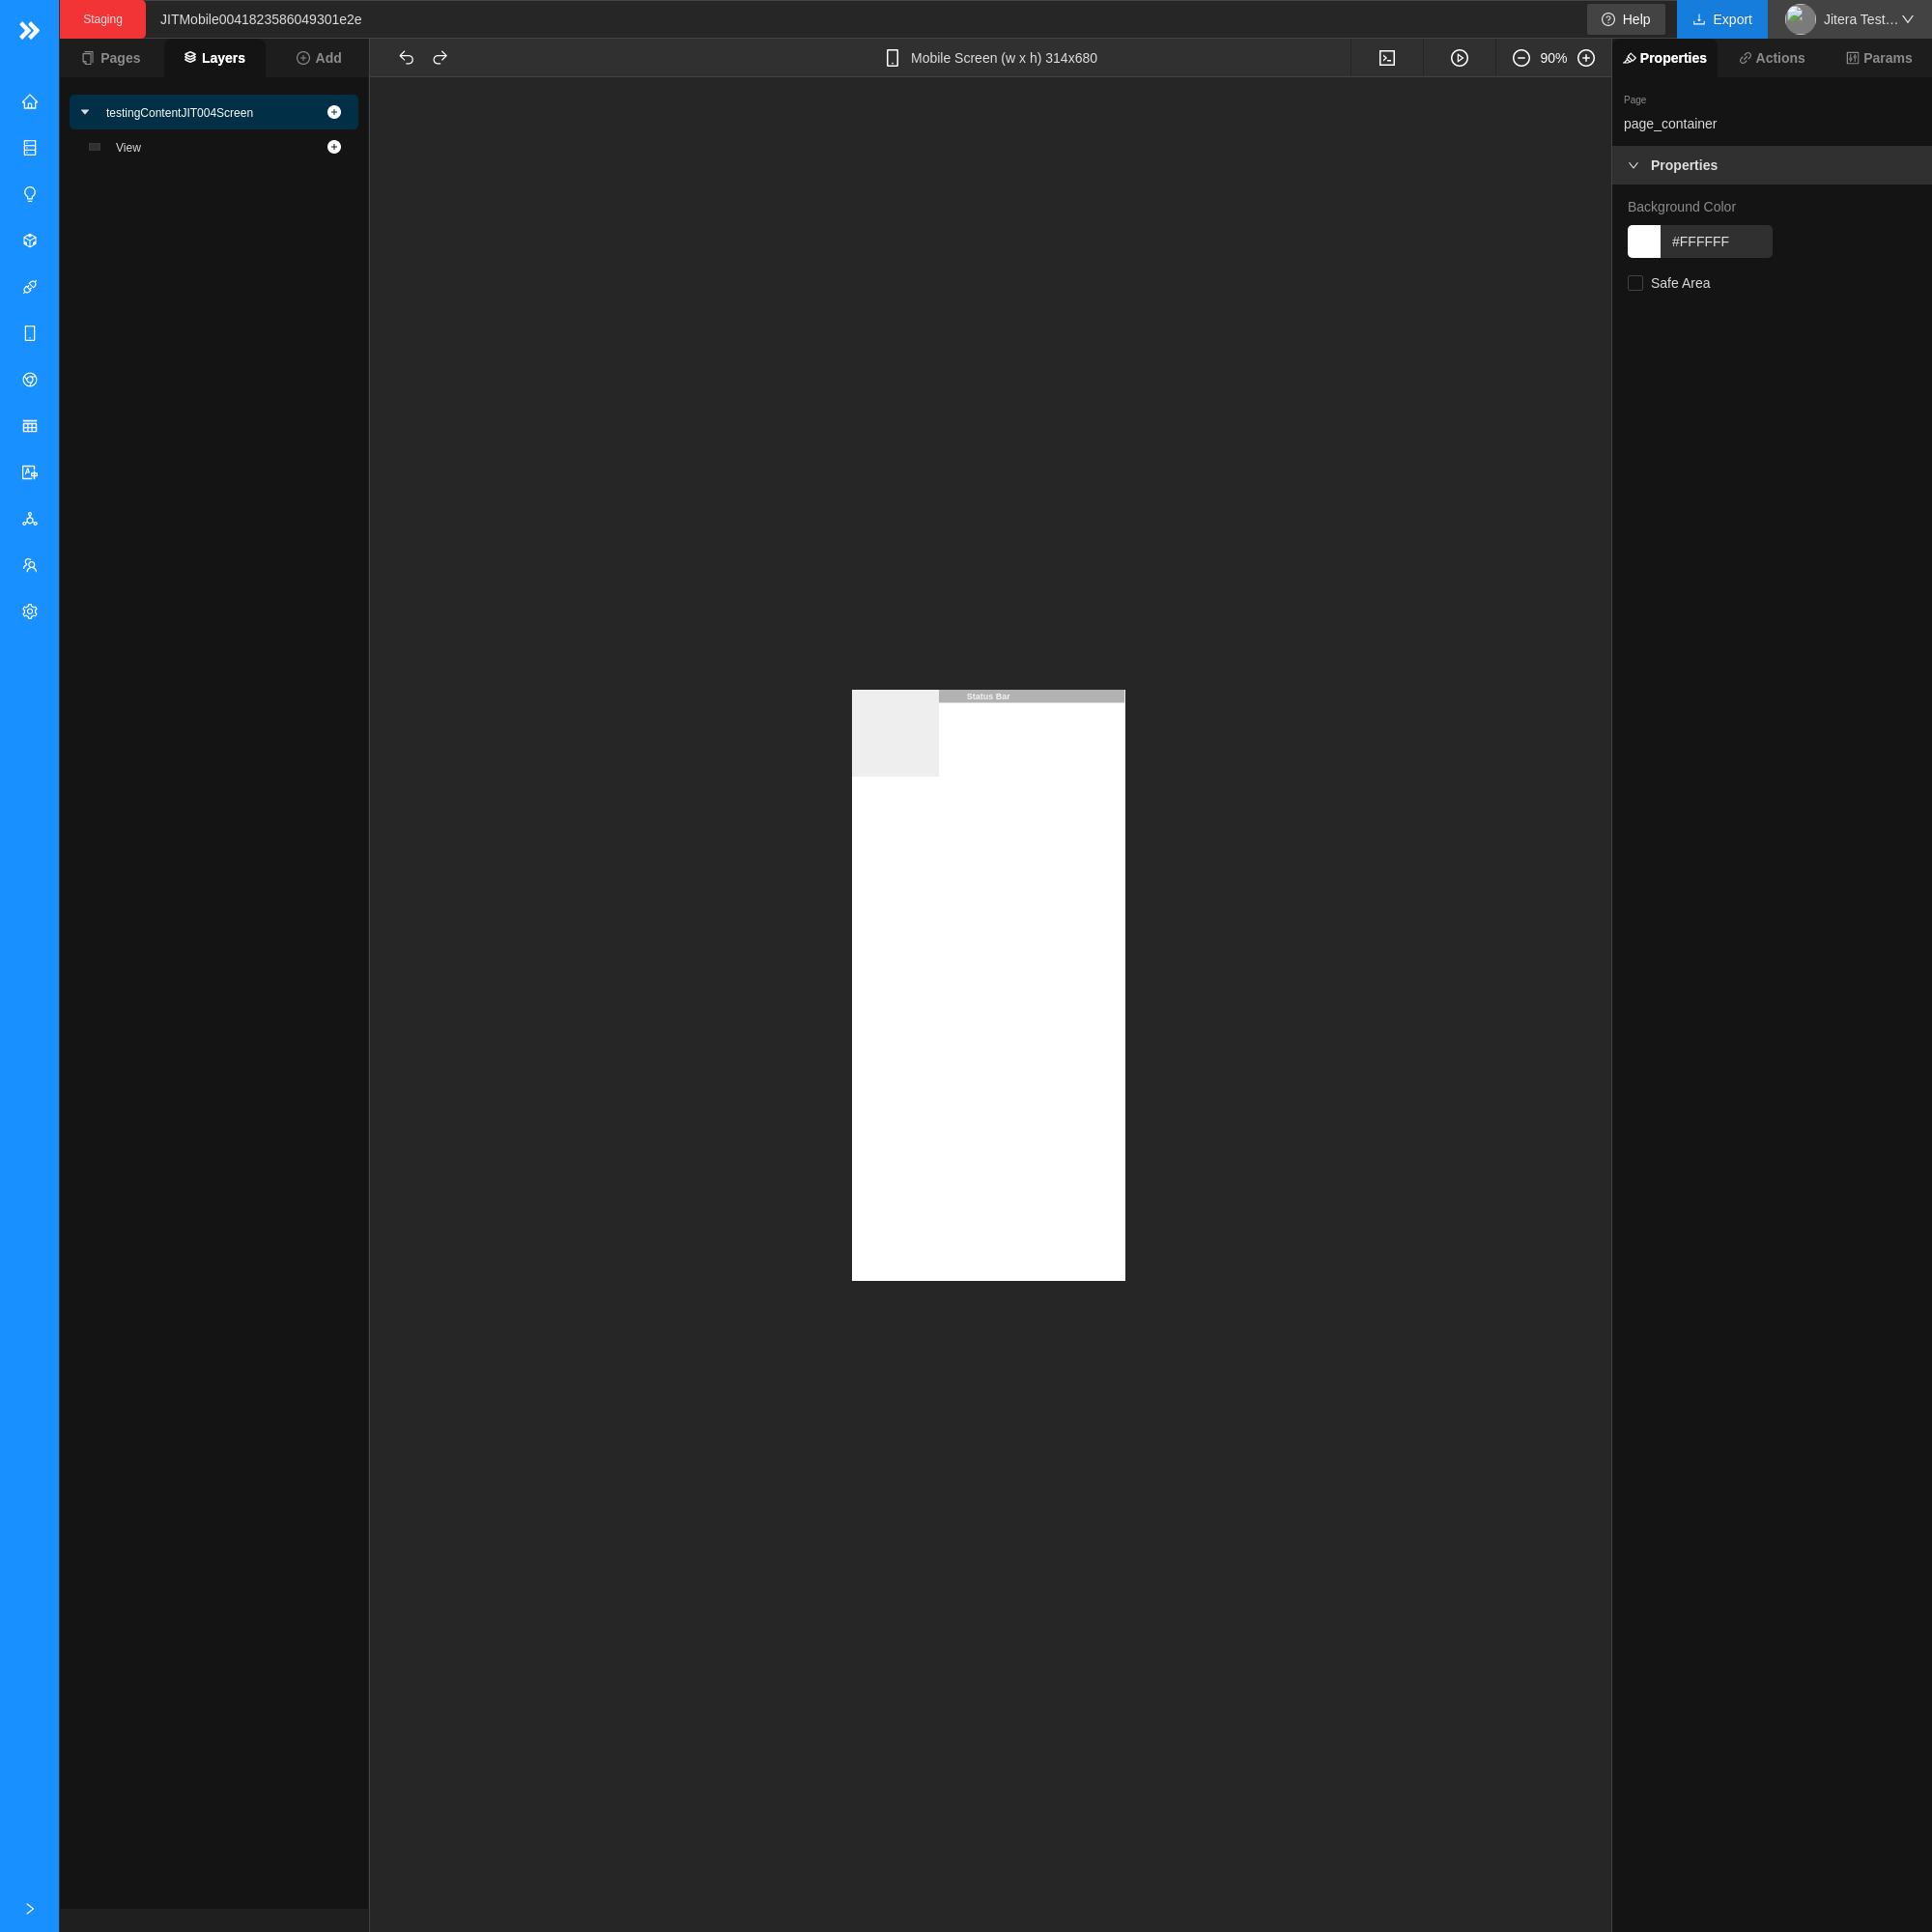 Staging
JITMobile0041823586049301e2e
Help
Export
Jitera Test...
Pages
Layers
Add
Mobile Screen (w x h) 314x680
90%
Properties
Actions
Params
testingContentJIT004Screen
View
Page
page_container
Properties
Background Color
#FFFFFF
Safe Area
Status Bar